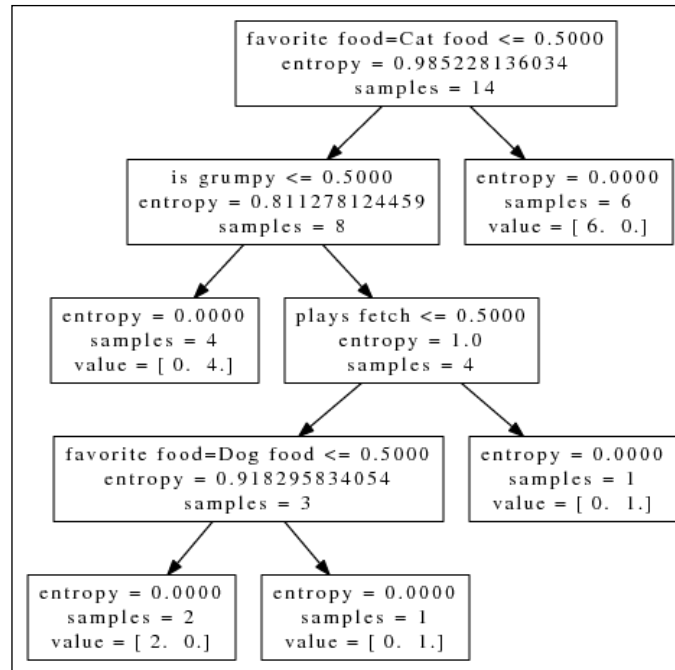 favorite food=Cat food <= 0.5000
entropy = 0.985228136034
samples = 14
is grumpy <= 0.5000
entropy = 0.811278124459
samples = 8
entropy = 0.0000
samples = 6
value = [ 6. 0.]
entropy = 0.0000
samples = 4
value = [ 0. 4.]
plays fetch <= 0.5000
entropy = 1.0
samples = 4
favorite food=Dog food <= 0.5000
entropy = 0.918295834054
samples = 3
entropy = 0.0000
samples = 1
value = [ 0. 1.]
entropy = 0.0000
samples = 2
value = [ 2. 0.]
entropy = 0.0000
samples = 1
value = [ 0. 1.]